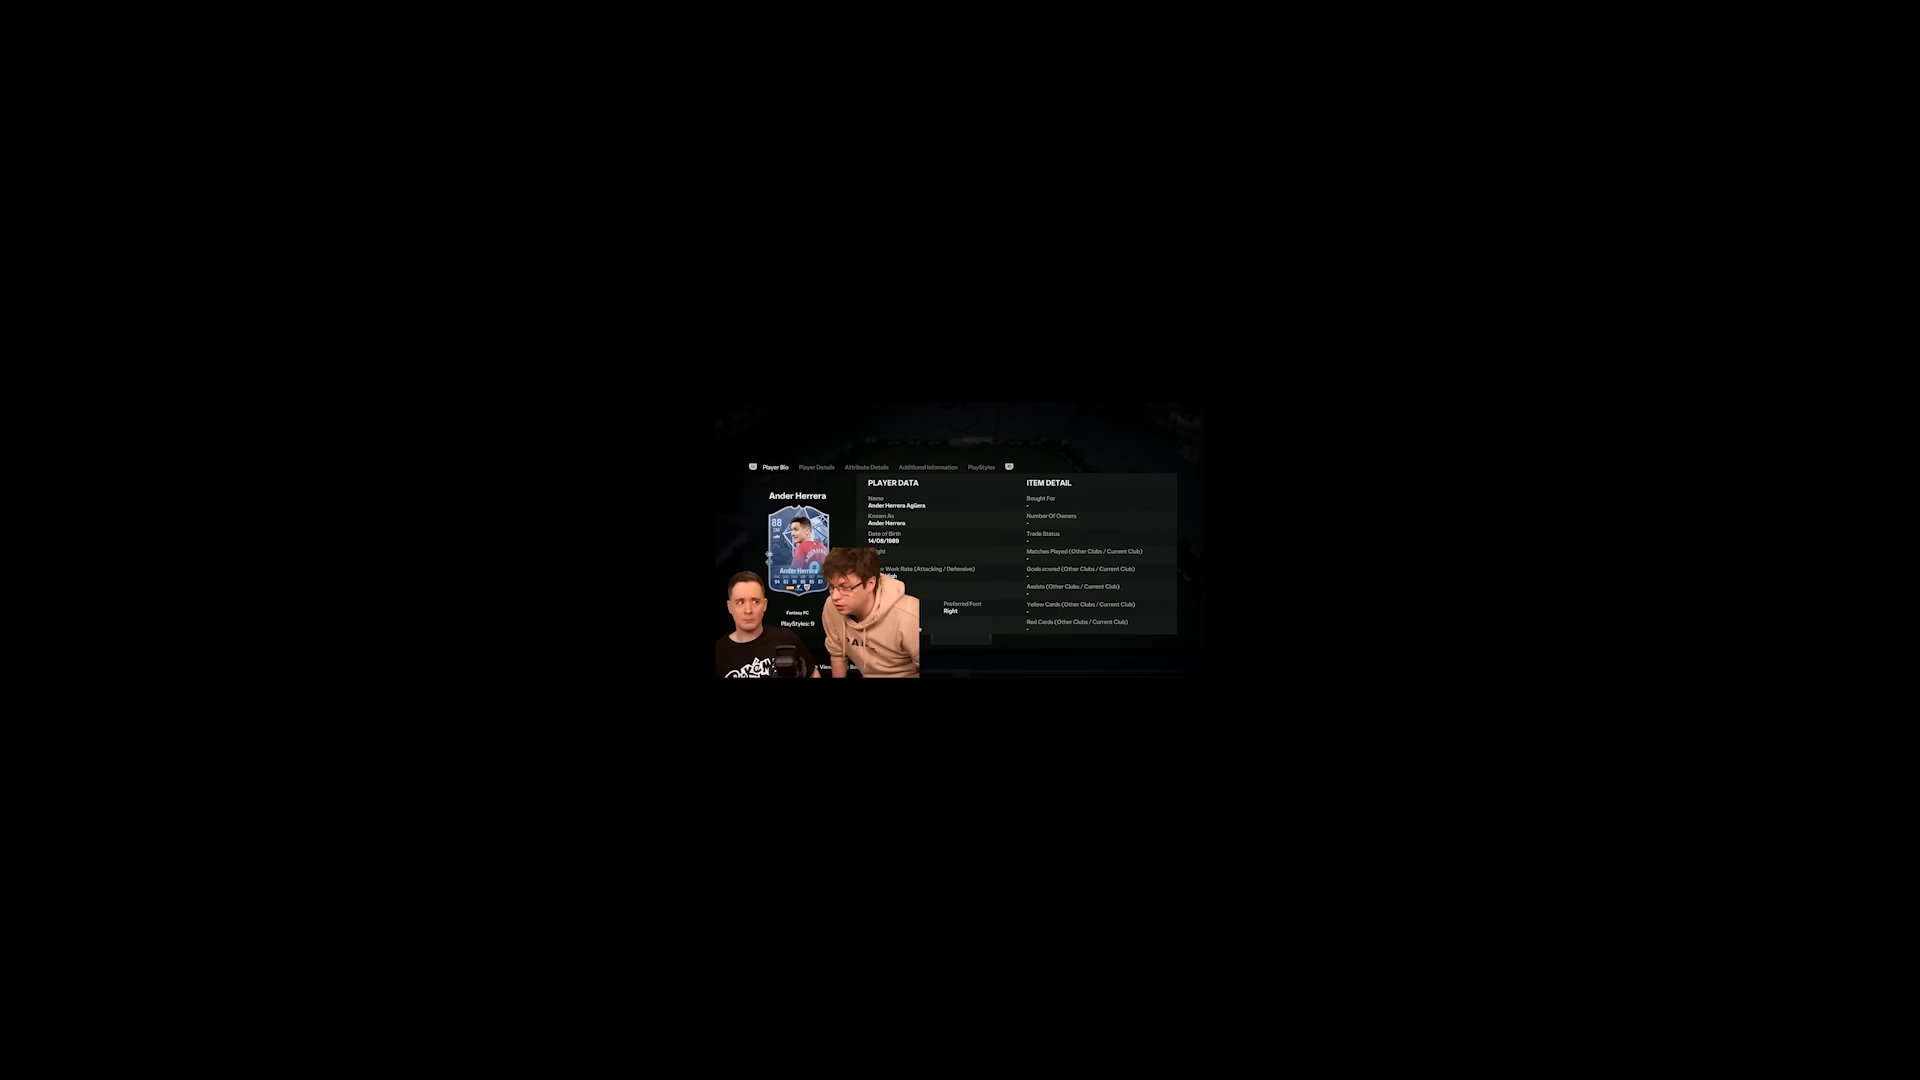 Player Bio Player Details Attribute Details Additional Information PlayStyles
Ander Herrera
88
CM
Ander Herrera
Fantasy FC
PlayStyles: 9
PLAYER DATA
Name
Ander Herrera Agüera
Known As
Ander Herrera
Date of Birth
14/08/1989
Work Rate (Attacking / Defensive)
Preferred Foot
Right
ITEM DETAIL
Bought For
-
Number Of Owners
-
Trade Status
-
Matches Played (Other Clubs / Current Club)
-
Goals scored (Other Clubs / Current Club)
-
Assists (Other Clubs / Current Club)
-
Yellow Cards (Other Clubs / Current Club)
-
Red Cards (Other Clubs / Current Club)
-